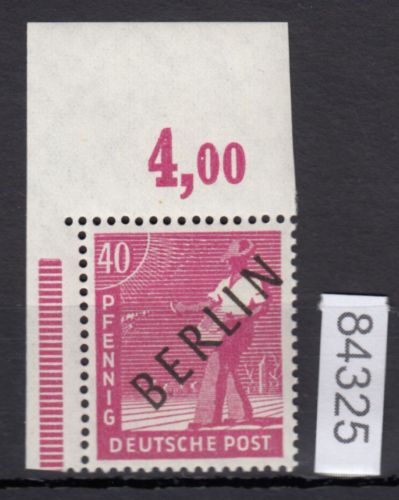 4,00
40
PFENNIG
BERLIN
DEUTSCHE POST
84325